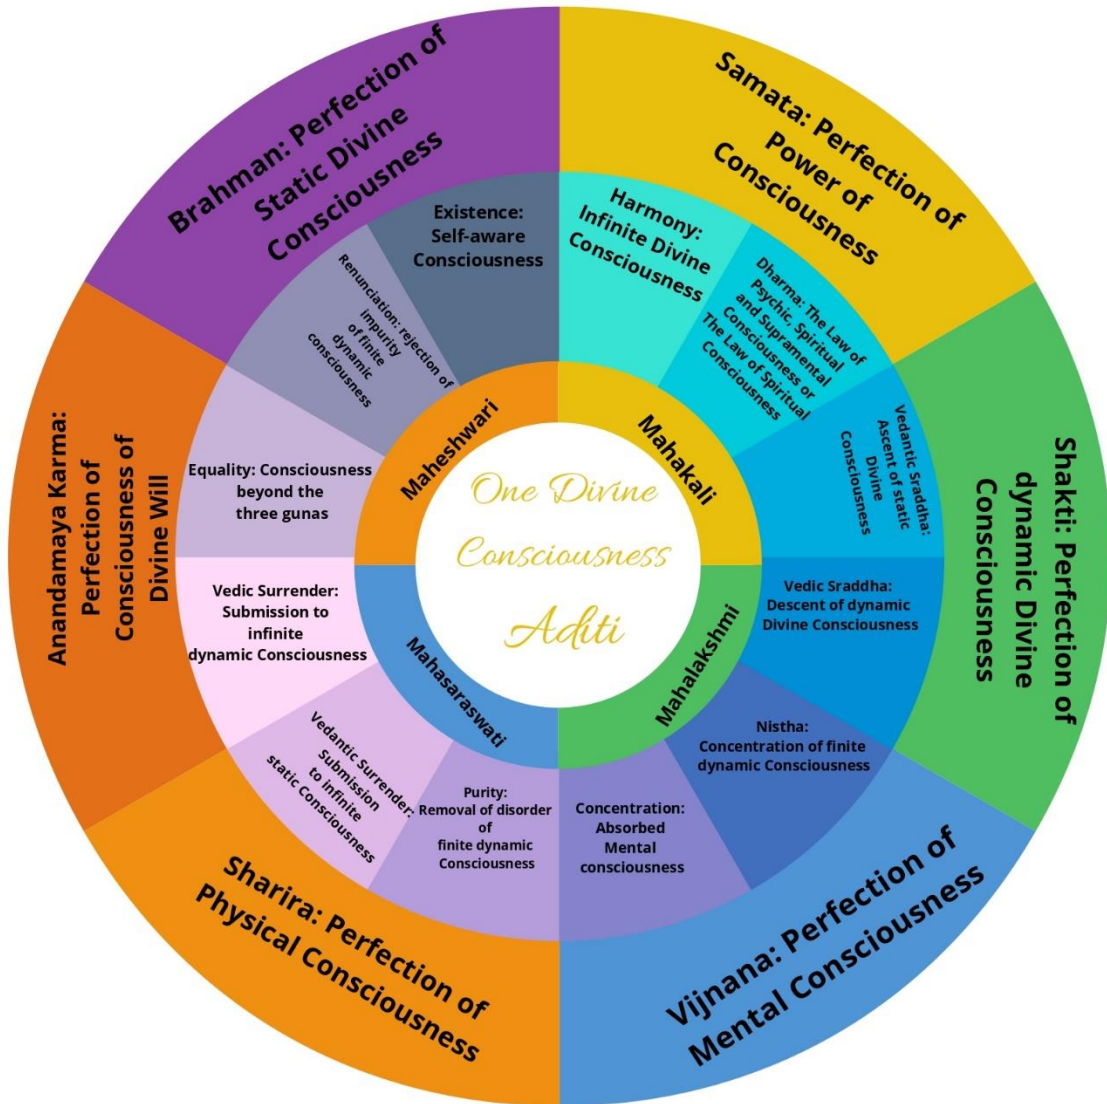 Brahman: Perfection of
Static Divine
Consciousness
Samata: Perfection of
Power of
Consciousness
Shakti: Perfection of
dynamic Divine
Consciousness
Vijnana: Perfection of
Mental Consciousness
Sharira: Perfection of
Physical Consciousness
Anandamaya Karma:
Perfection of
Consciousness of
Divine Will
Existence:
Self-aware
Consciousness
Harmony:
Infinite Divine
Consciousness
Dharma: The Law of
Psychic. Spiritual
and Supramental
Consciousness or
The Law of Spiritual
Consciousness
Vedantic Sraddha:
Ascent of static
Divine
Consciousness
Vedic Sraddha:
Descent of dynamic
Divine Consciousness
Nistha:
Concentration of finite
dynamic Consciousness
Concentration:
Absorbed
Mental
consciousness
Purity:
Removal of disorder
of
finite dynamic
Consciousness
Vedantic Surrender:
Submission
to infinite
static Consciousness
Vedic Surrender:
Submission to
infinite
dynamic Consciousness
Equality: Consciousness
beyond the
three gunas
Renunciation: rejection of
impurity
of finite
dynamic
consciousness
Maheshwari
Mahakali
Mahalakshmi
Mahasaraswati
One Divine
Consciousness
Aditi